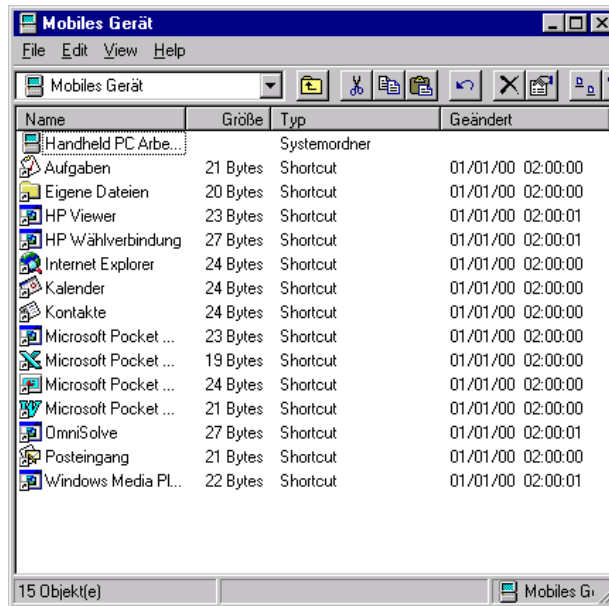 Mobiles Gerät
File Edit View Help
Mobiles Gerät
Name Größe Typ Geändert
Handheld PC Arbe... Systemordner
Aufgaben 21 Bytes Shortcut 01/01/00 02:00:00
Eigene Dateien 20 Bytes Shortcut 01/01/00 02:00:00
HP Viewer 23 Bytes Shortcut 01/01/00 02:00:01
HP Wählverbindung 27 Bytes Shortcut 01/01/00 02:00:01
Internet Explorer 24 Bytes Shortcut 01/01/00 02:00:00
Kalender 24 Bytes Shortcut 01/01/00 02:00:00
Kontakte 24 Bytes Shortcut 01/01/00 02:00:00
Microsoft Pocket ... 23 Bytes Shortcut 01/01/00 02:00:01
Microsoft Pocket ... 19 Bytes Shortcut 01/01/00 02:00:00
Microsoft Pocket ... 24 Bytes Shortcut 01/01/00 02:00:00
Microsoft Pocket ... 21 Bytes Shortcut 01/01/00 02:00:00
OmniSolve 27 Bytes Shortcut 01/01/00 02:00:01
Posteingang 21 Bytes Shortcut 01/01/00 02:00:00
Windows Media Pl... 22 Bytes Shortcut 01/01/00 02:00:01
15 Objekt(e) Mobiles G